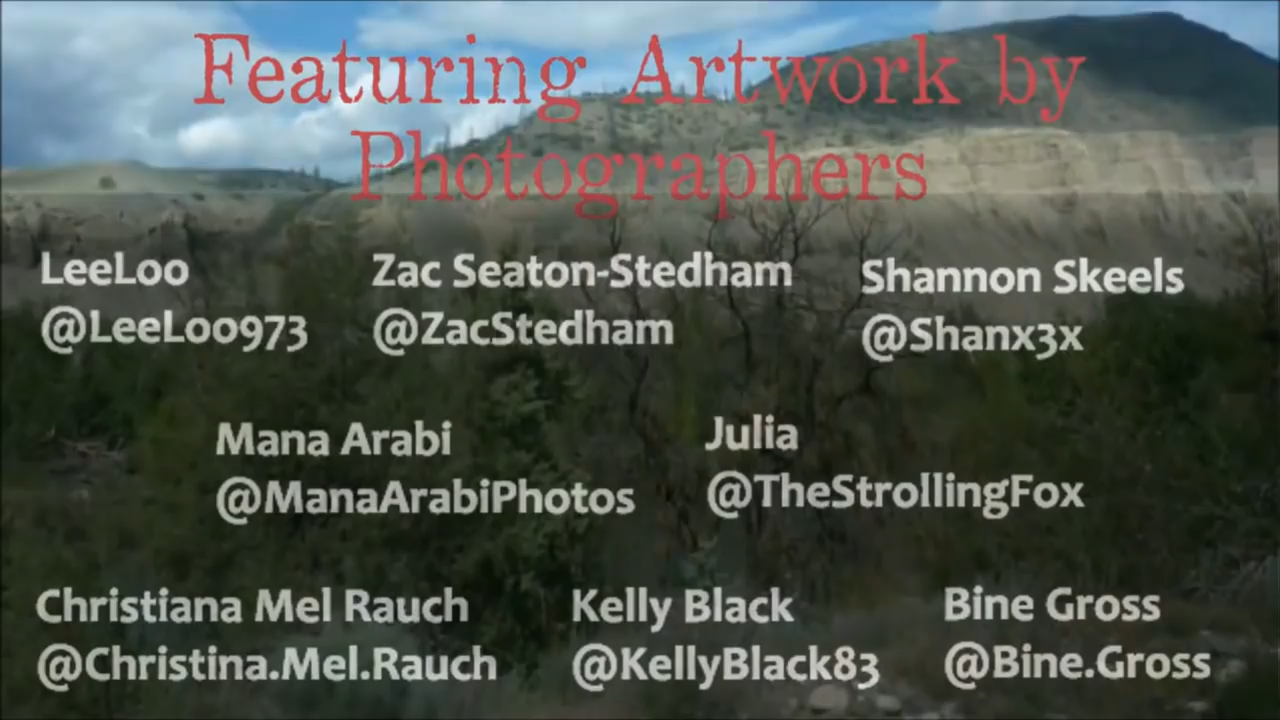 Featuring Artwork by
Photographers
LeeLoo
@LeeLoo973
Zac Seaton-Stedham
@ZacStedham
Shannon Skeels
@Shanx3x
Mana Arabi
@ManaArabiPhotos
Julia
@TheStrollingFox
Christiana Mel Rauch
@Christina.Mel.Rauch
Kelly Black
@KellyBlack83
Bine Gross
@Bine.Gross